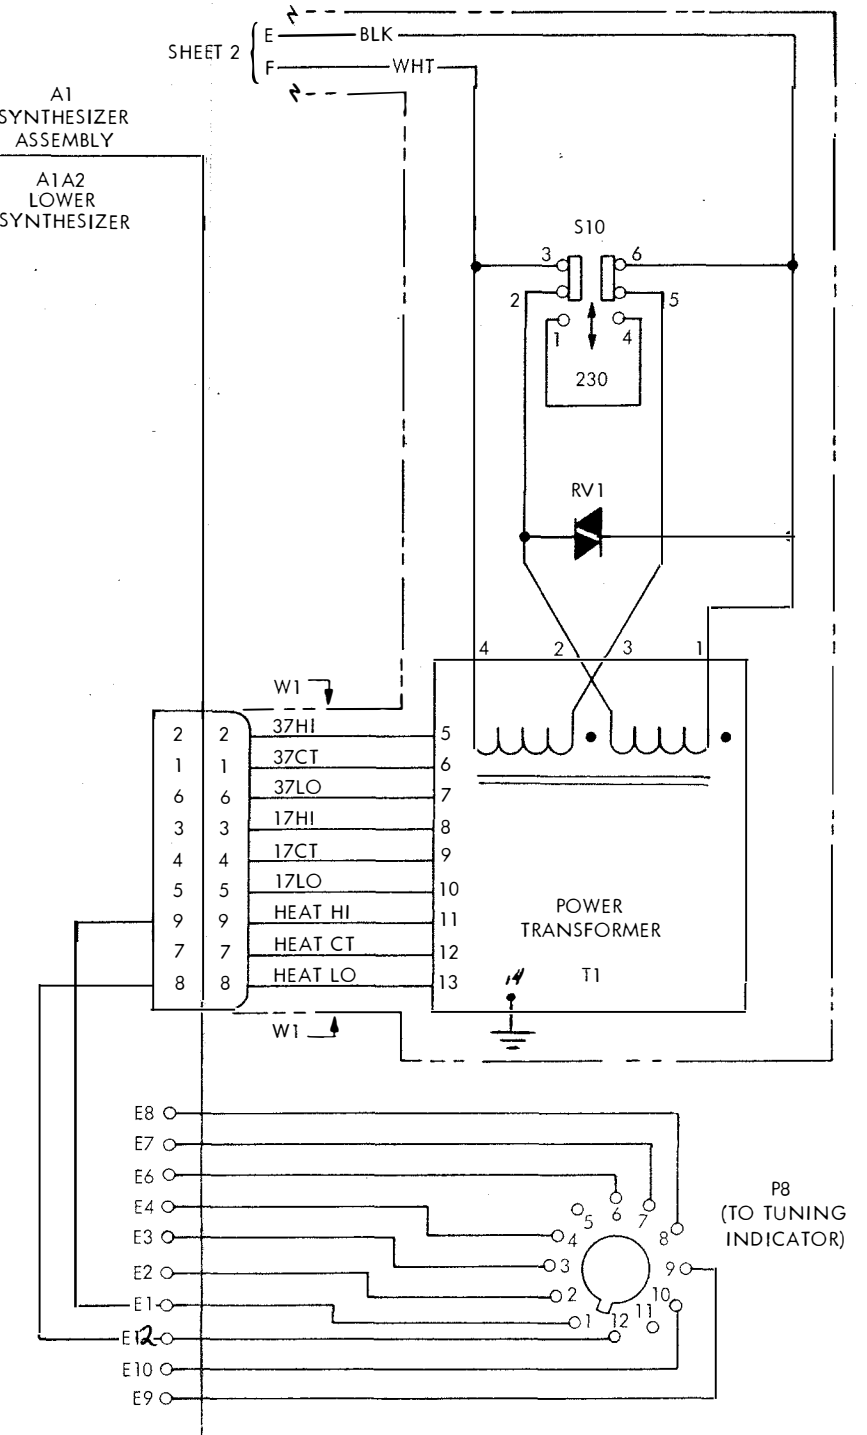 SHEET 2
E
BLK
F
WHT
A1
SYNTHESIZER
ASSEMBLY
A1A2
LOWER
SYNTHESIZER
S10
3
6
2
5
1
4
230
RV1
4
2
3
1
W1
2 2 37HI 5
1 1 37CT 6
6 6 37LO 7
3 3 17HI 8
4 4 17CT 9
5 5 17LO 10
9 9 HEAT HI 11
7 7 HEAT CT 12
8 8 HEAT LO 13
POWER
TRANSFORMER
T1
14
W1
E8
E7
E6
E4
E3
E2
E1
E12
E10
E9
5
6
7
4
8
3
9
2
10
1
12
11
P8
(TO TUNING
INDICATOR)